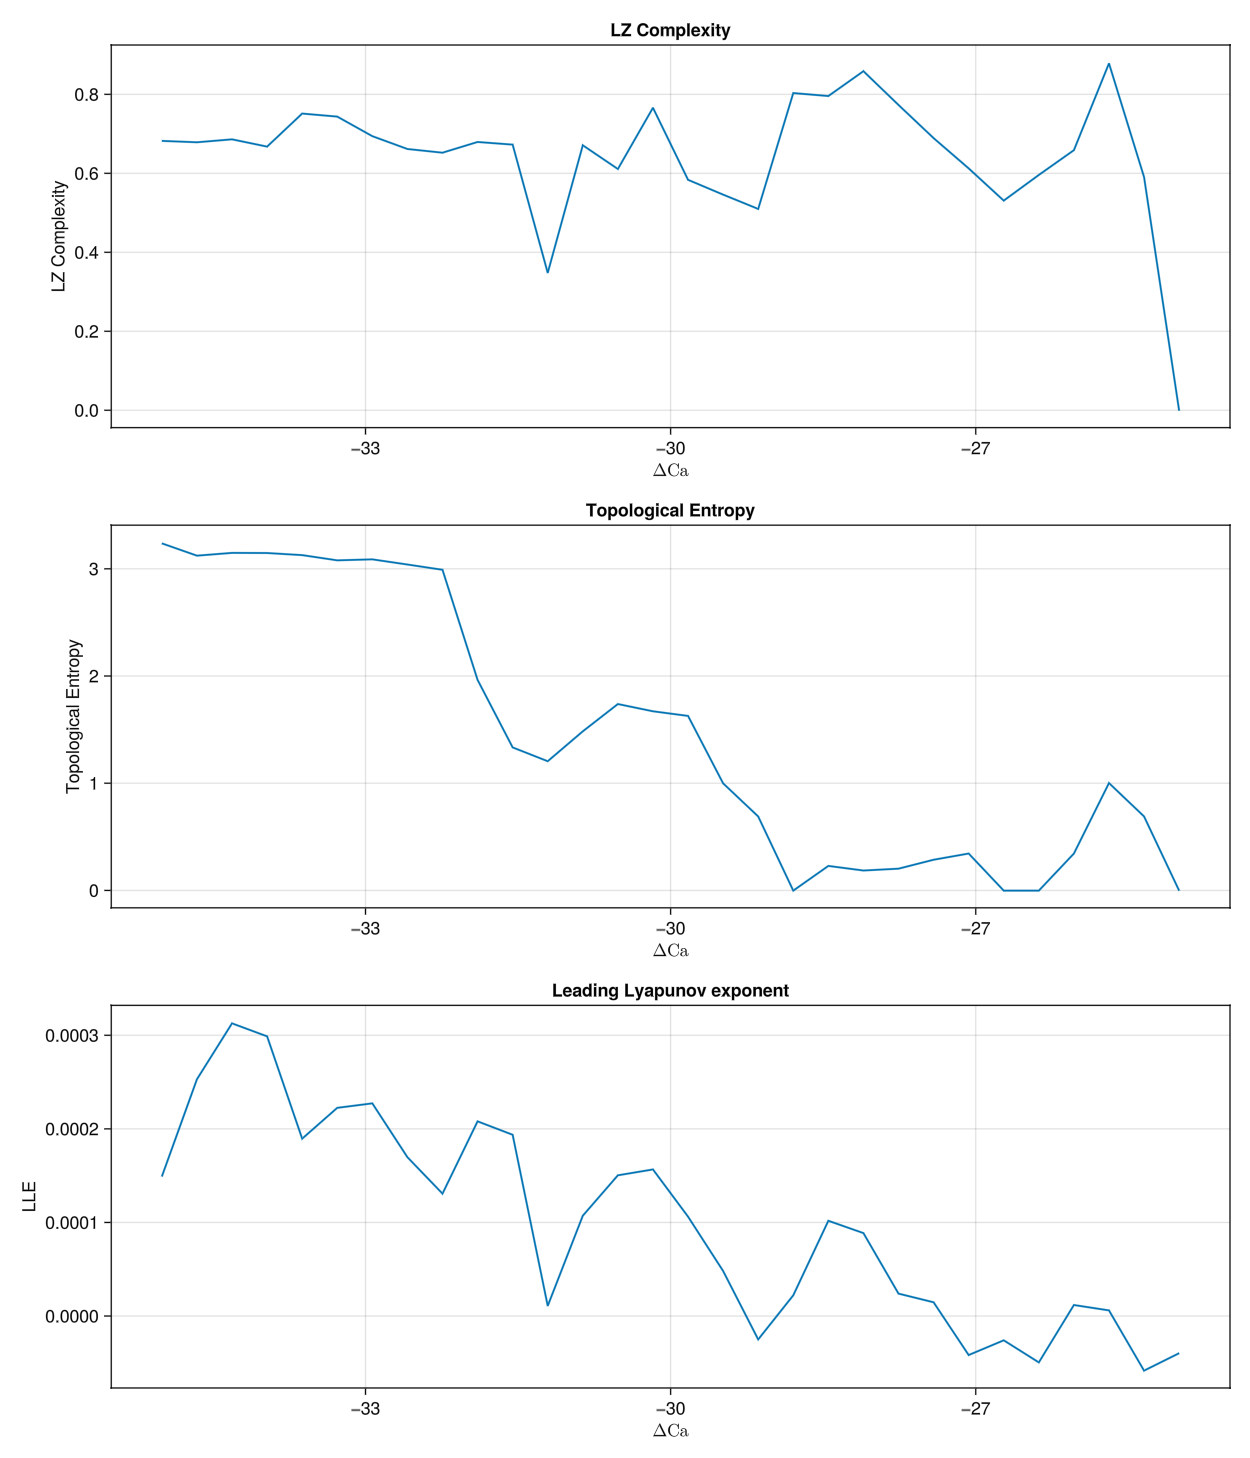 LZ Complexity
LZ Complexity
0.8
0.6
0.4
0.2
0.0
−33 −30 −27
ΔCa
Topological Entropy
Topological Entropy
3
2
1
0
−33 −30 −27
ΔCa
Leading Lyapunov exponent
LLE
0.0003
0.0002
0.0001
0.0000
−33 −30 −27
ΔCa